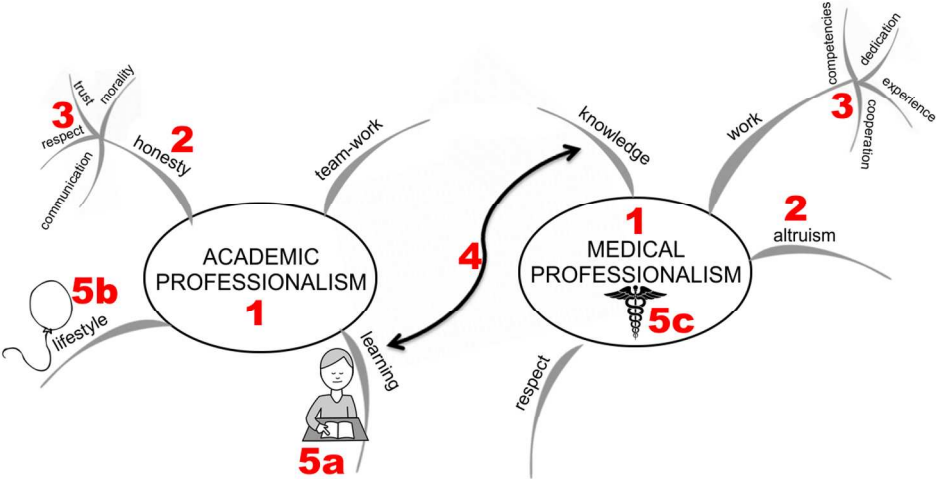 trust
morality
3
respect
2
honesty
communication
team-work
ACADEMIC
PROFESSIONALISM
1
5b
lifestyle
learning
5a
4
knowledge
work
competencies
dedication
3
experience
cooperation
1
MEDICAL
PROFESSIONALISM
5c
2
altruism
respect